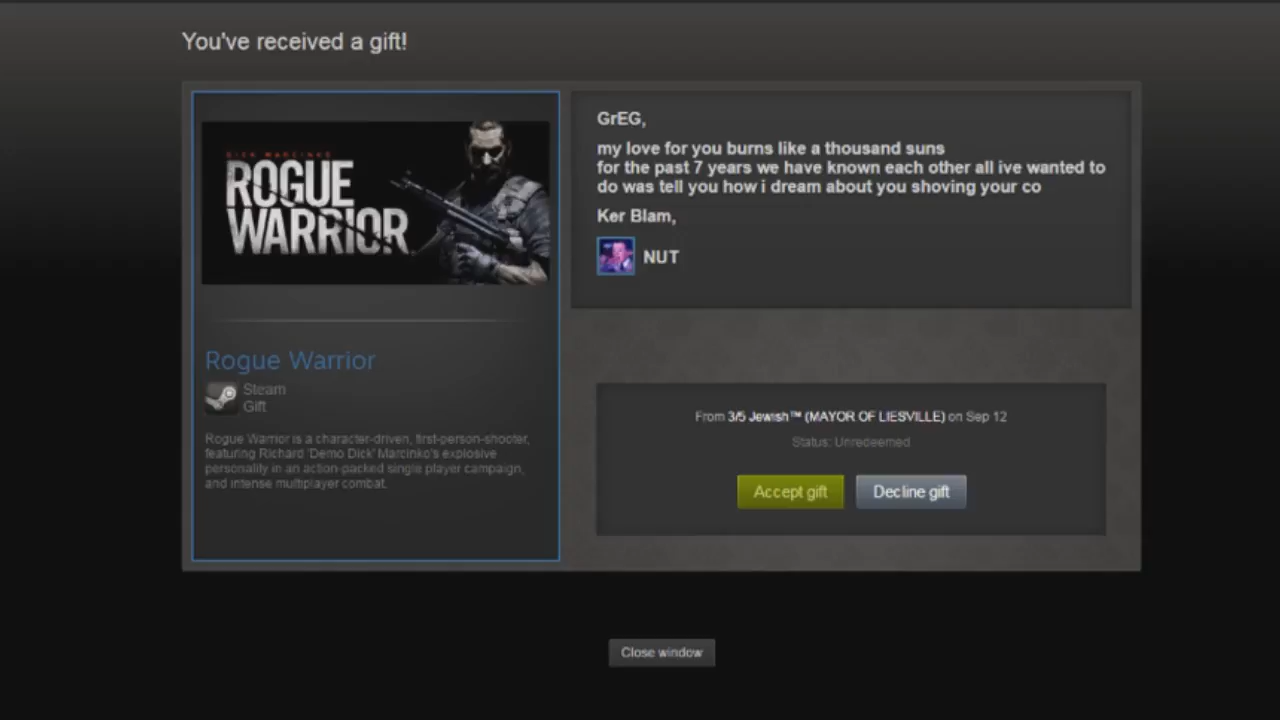 You've received a gift!
DICK MARCINKO
ROGUE
WARRIOR
Rogue Warrior
Steam
Gift
Rogue Warrior is a character-driven, first-person-shooter,
featuring Richard 'Demo Dick' Marcinko's explosive
personality in an action-packed single player campaign,
and intense multiplayer combat.
GrEG,
my love for you burns like a thousand suns
for the past 7 years we have known each other all ive wanted to
do was tell you how i dream about you shoving your co
Ker Blam,
NUT
From 3/5 Jewish™ (MAYOR OF LIESVILLE) on Sep 12
Status: Unredeemed
Accept gift
Decline gift
Close window